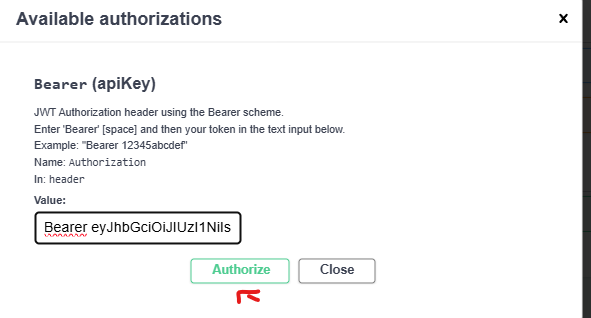 Available authorizations
x
Bearer (apiKey)
JWT Authorization header using the Bearer scheme.
Enter 'Bearer' [space] and then your token in the text input below.
Example: "Bearer 12345abcdef"
Name: Authorization
In: header
Value:
Bearer eyJhbGciOiJIUzI1NiIs
Authorize
Close